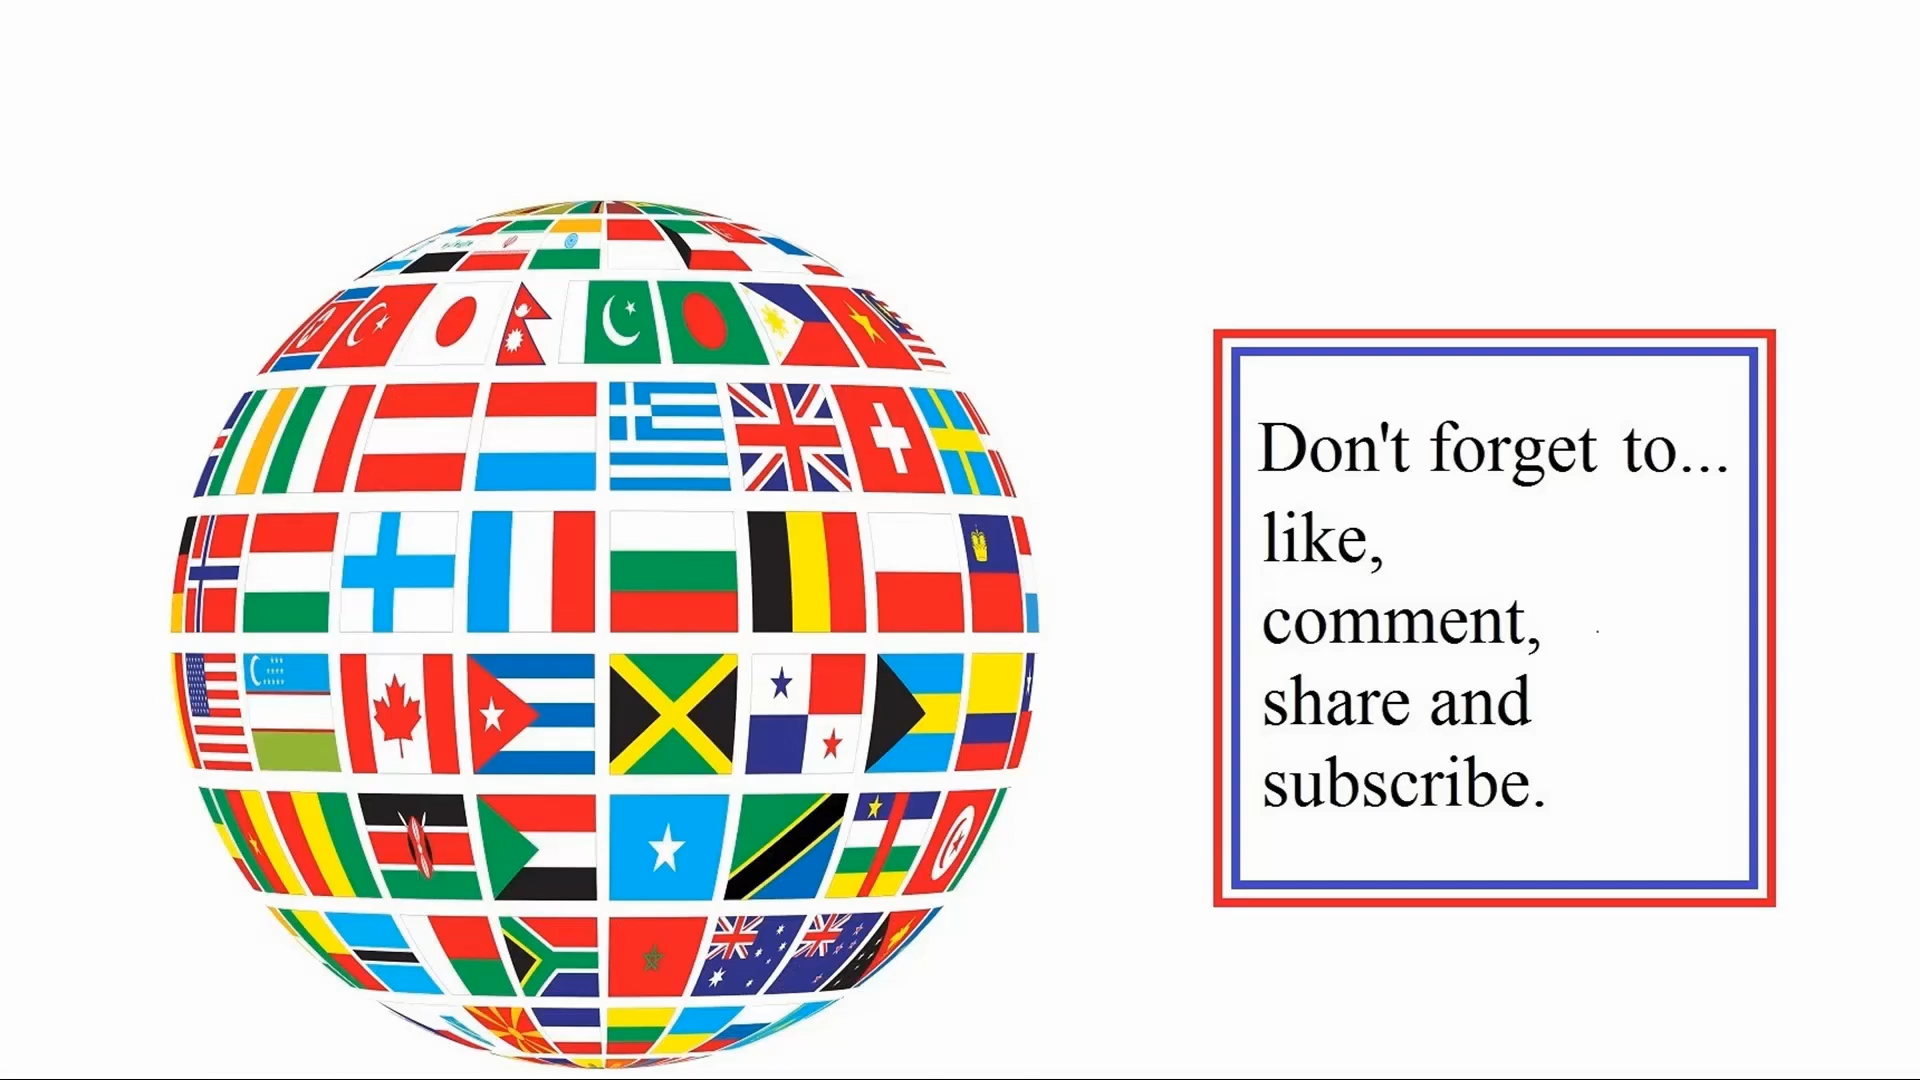 Don't forget to...
like,
comment,
share and
subscribe.